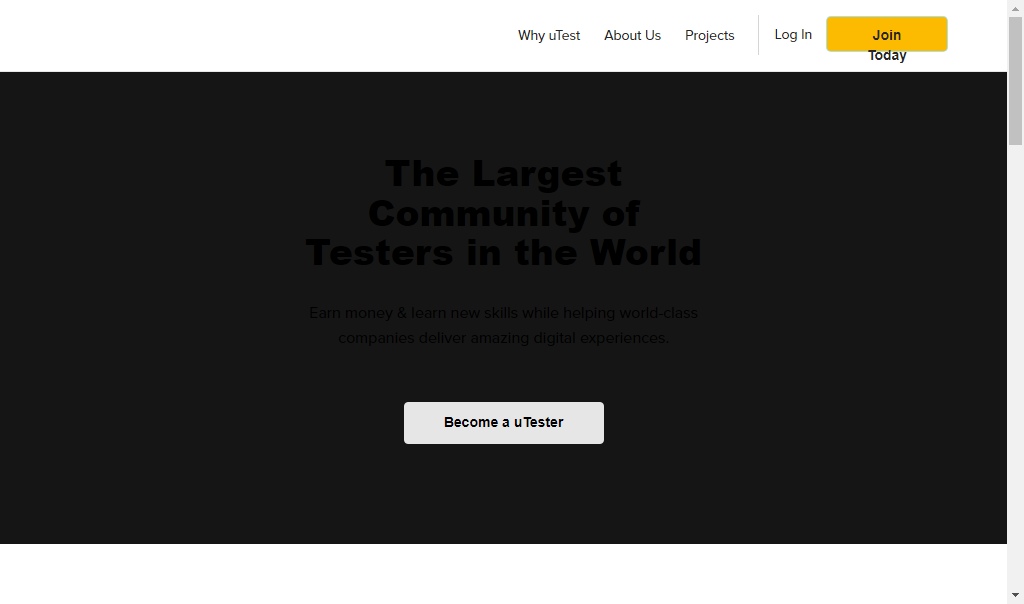 Why uTest About Us Projects Log In Join
Today
The Largest
Community of
Testers in the World
Earn money & learn new skills while helping world-class
companies deliver amazing digital experiences.
Become a uTester